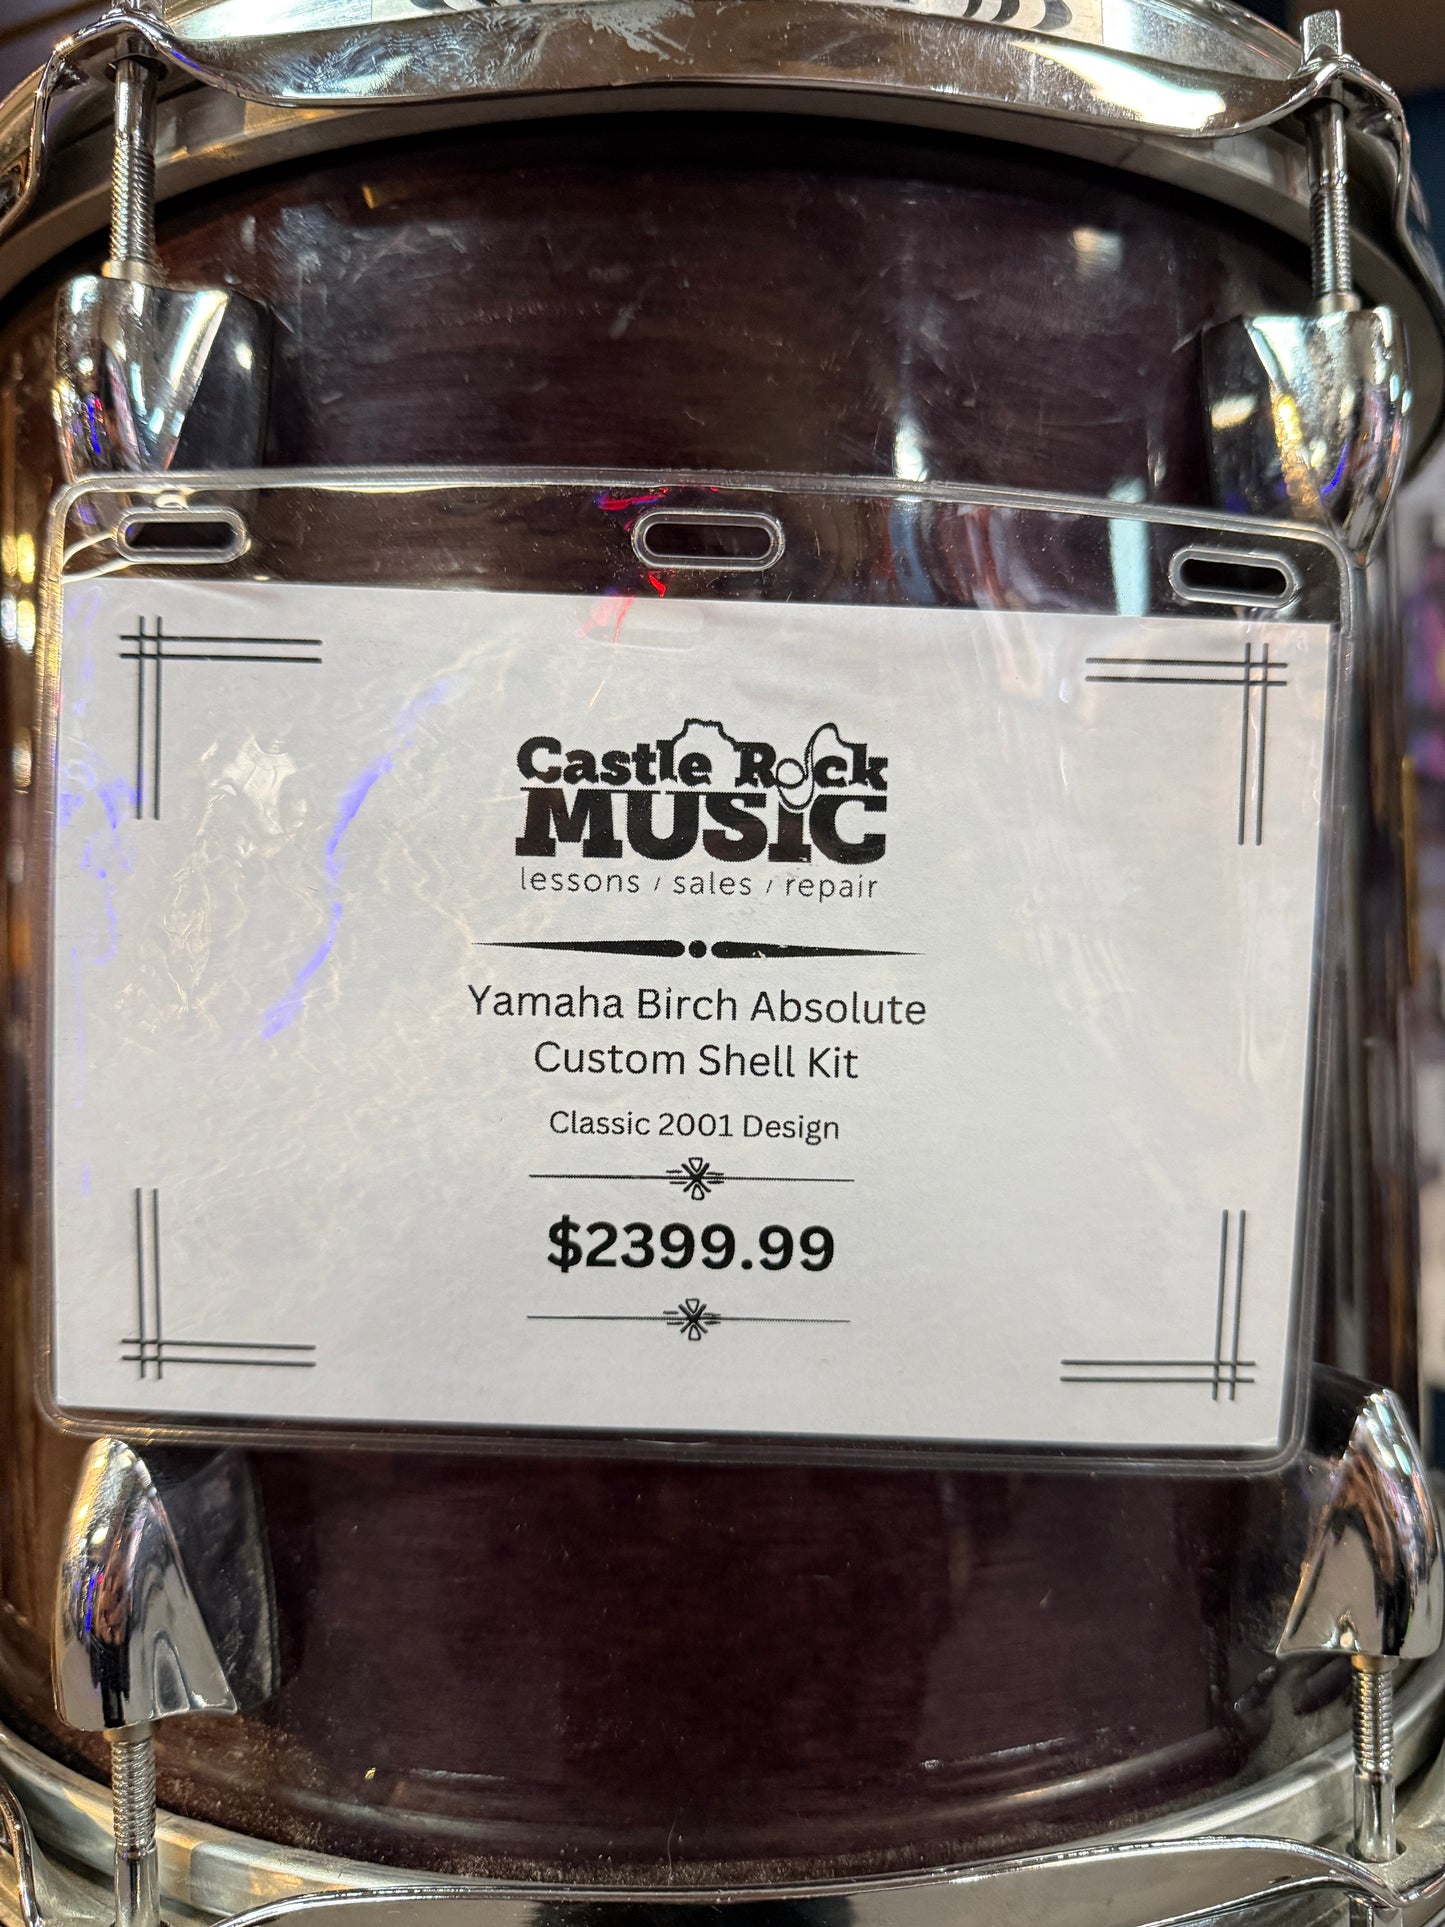 Castle Rock
MUSIC
lessons / sales / repair
Yamaha Birch Absolute
Custom Shell Kit
Classic 2001 Design
$2399.99